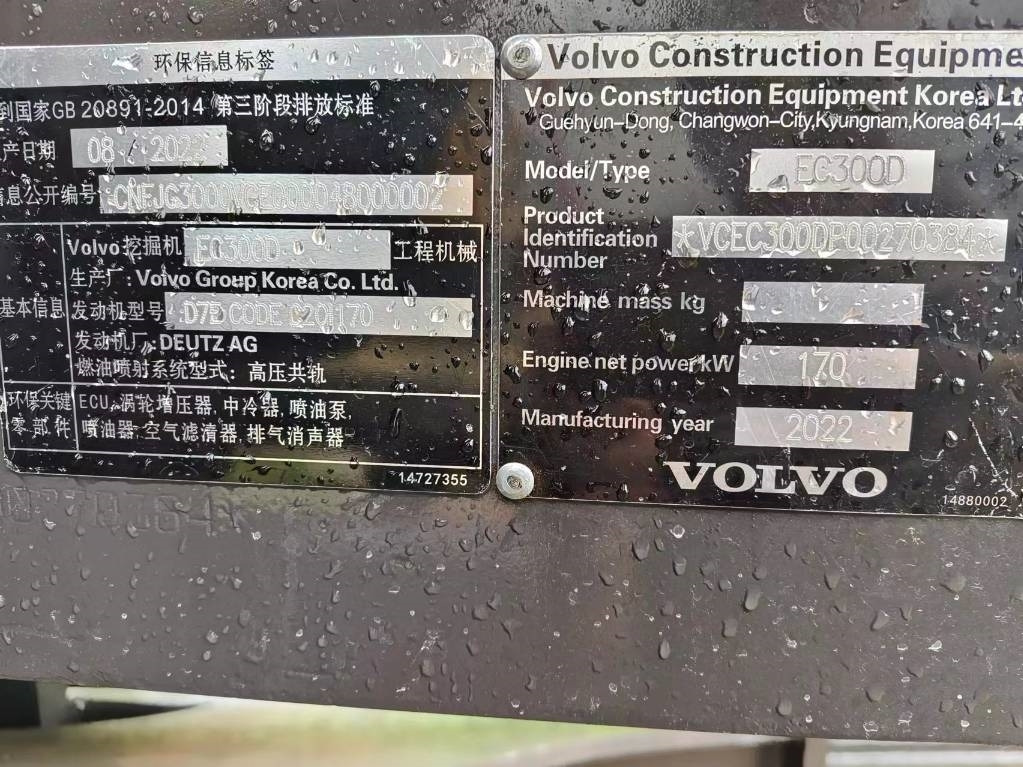 环保信息标签
到国家GB 20891-2014 第三阶段排放标准
产日期 08 / 2022
信息公开编号
Volvo挖掘机 EC300D 工程机械
生产厂: Volvo Group Korea Co. Ltd.
基本信息
发动机型号: D7E CODE
发动机厂: DEUTZ AG
燃油喷射系统型式: 高压共轨
环保关键
零部件
ECU, 涡轮增压器, 中冷器, 喷油泵,
喷油器, 空气滤清器, 排气消声器
14727355
Volvo Construction Equipme
Volvo Construction Equipment Korea Lt
Guehyun-Dong, Changwon-City,Kyungnam,Korea 641-4
Model/Type EC300D
Product
Identification
Number
*VCEC300DP00270384*
Machine mass kg
Engine net power kW 170
Manufacturing year 2022
VOLVO
14880002